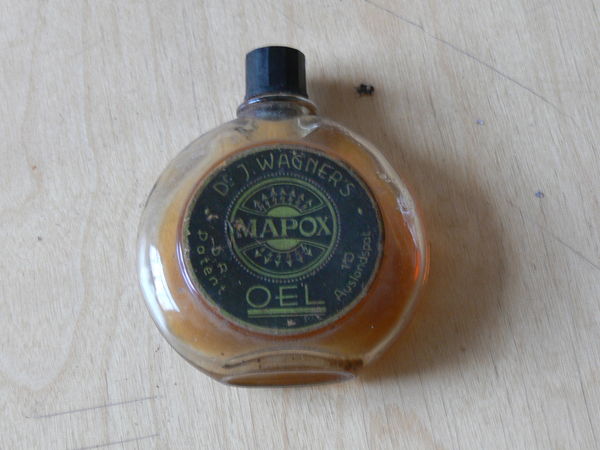 Dr J. WAGNER'S
MAPOX
D.R.
Patent
OEL
Auslandspat.